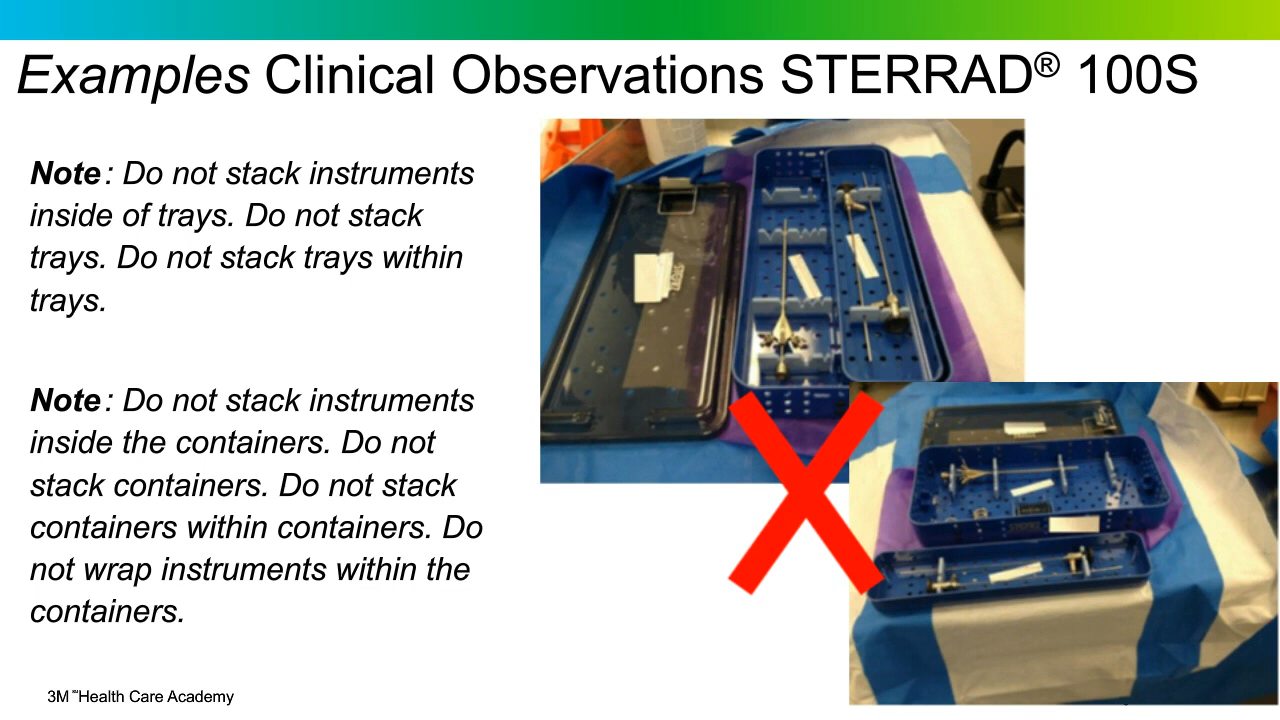 Examples Clinical Observations STERRAD® 100S
Note: Do not stack instruments
inside of trays. Do not stack
trays. Do not stack trays within
trays.
Note: Do not stack instruments
inside the containers. Do not
stack containers. Do not stack
containers within containers. Do
not wrap instruments within the
containers.
3M℠Health Care Academy